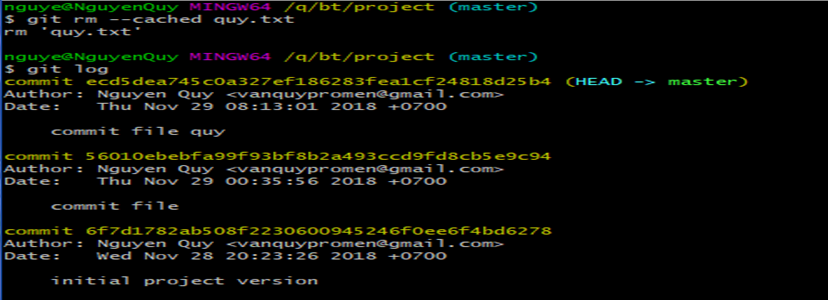 nguye@NguyenQuy MINGW64 /q/bt/project (master)
$ git rm --cached quy.txt
rm 'quy.txt'
nguye@NguyenQuy MINGW64 /q/bt/project (master)
$ git log
commit ecd5dea745c0a327ef186283fea1cf24818d25b4 (HEAD -> master)
Author: Nguyen Quy <vanquypromen@gmail.com>
Date:   Thu Nov 29 08:13:01 2018 +0700
    commit file quy
commit 56010ebebfa99f93bf8b2a493ccd9fd8cb5e9c94
Author: Nguyen Quy <vanquypromen@gmail.com>
Date:   Thu Nov 29 00:35:56 2018 +0700
    commit file
commit 6f7d1782ab508f2230600945246f0ee6f4bd6278
Author: Nguyen Quy <vanquypromen@gmail.com>
Date:   Wed Nov 28 20:23:26 2018 +0700
    initial project version